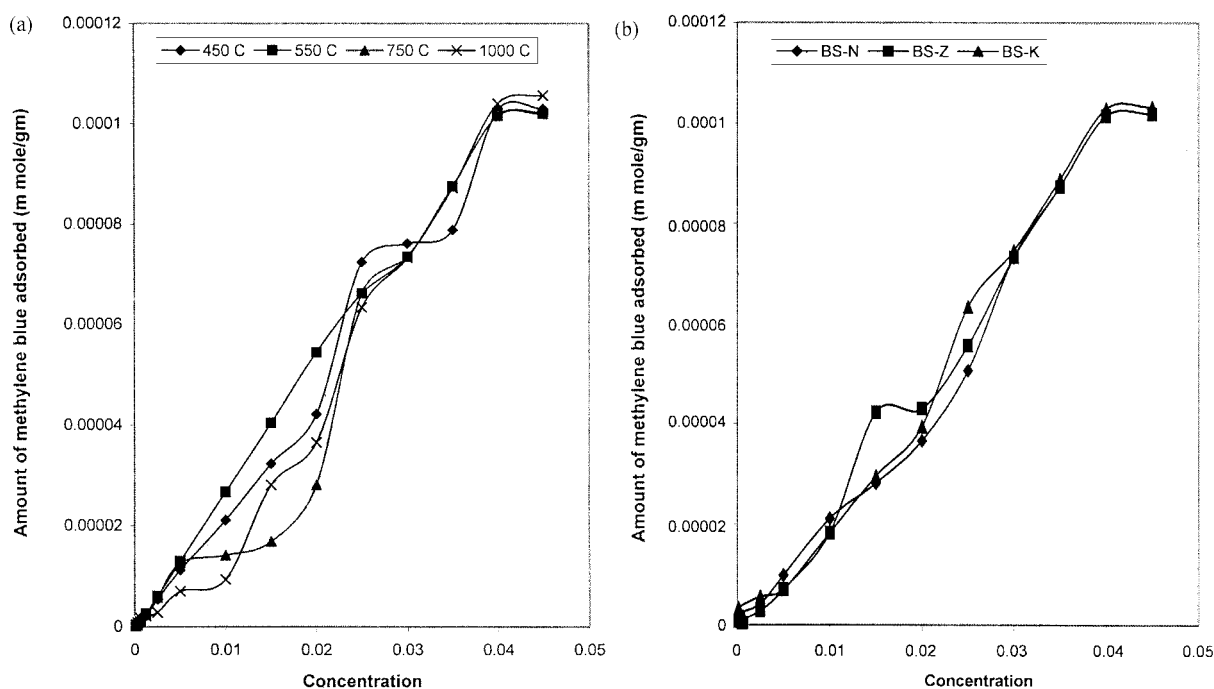 (a)
0.00012
450 C 550 C 750 C 1000 C
0.0001
0.00008
0.00006
0.00004
0.00002
0
Amount of methylene blue adsorbed (m mole/gm)
0 0.01 0.02 0.03 0.04 0.05
Concentration
(b)
0.00012
BS-N BS-Z BS-K
0.0001
0.00008
0.00006
0.00004
0.00002
0
Amount of methylene blue adsorbed (m mole/gm)
0 0.01 0.02 0.03 0.04 0.05
Concentration